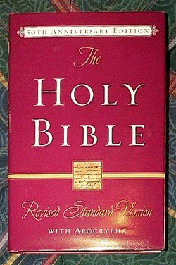 50TH ANNIVERSARY EDITION
The
HOLY
BIBLE
Revised Standard Version
WITH APOCRYPHA